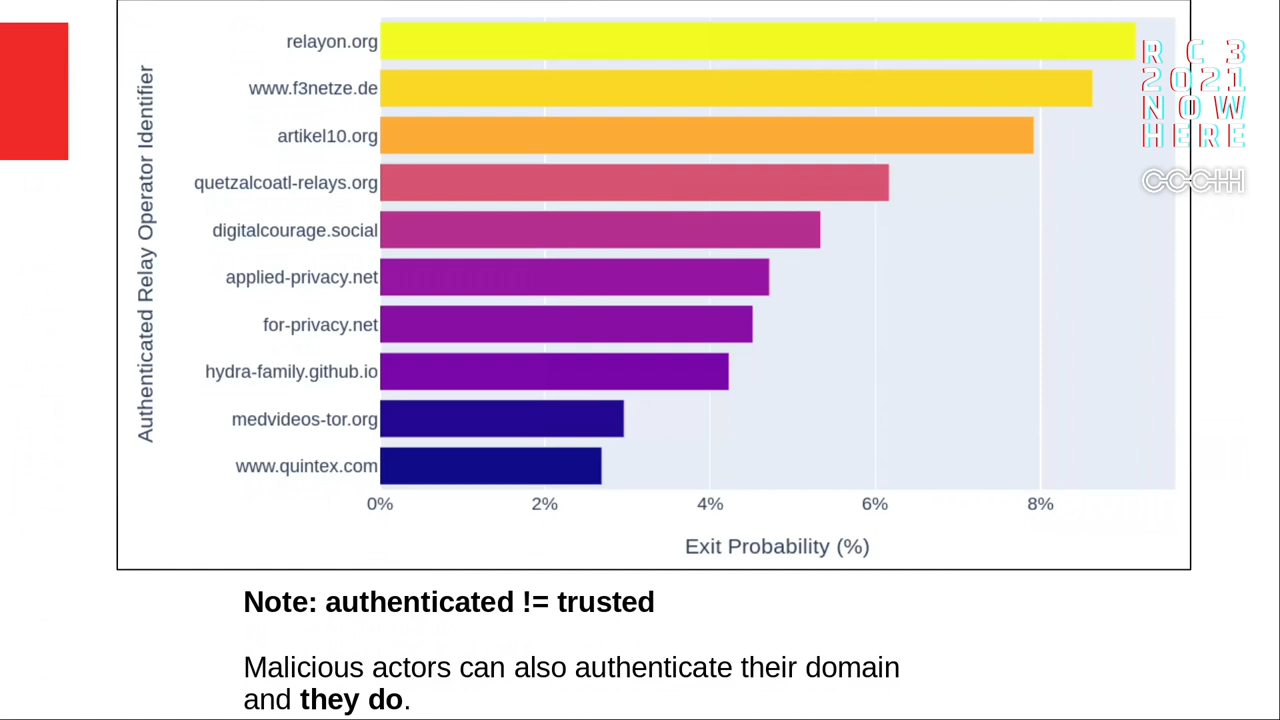 relayon.org
www.f3netze.de
artikel10.org
quetzalcoatl-relays.org
digitalcourage.social
applied-privacy.net
for-privacy.net
hydra-family.github.io
medvideos-tor.org
www.quintex.com
Authenticated Relay Operator Identifier
0% 2% 4% 6% 8%
Exit Probability (%)
R C 3
2021
NOW
HERE
CCCHH
Note: authenticated != trusted
Malicious actors can also authenticate their domain
and they do.